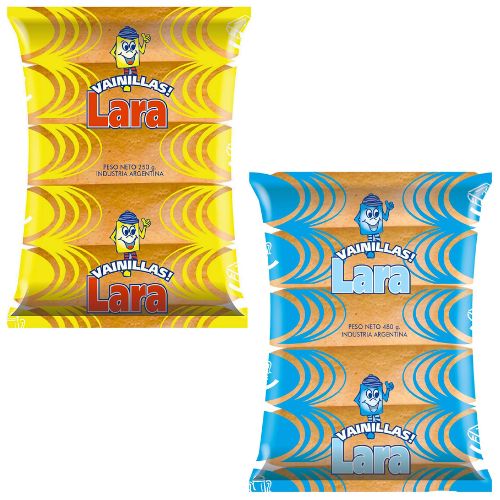 VAINILLAS!
Lara
PESO NETO 250 g.
INDUSTRIA ARGENTINA
VAINILLAS!
Lara
VAINILLAS!
Lara
PESO NETO 480 g.
INDUSTRIA ARGENTINA
VAINILLAS!
Lara